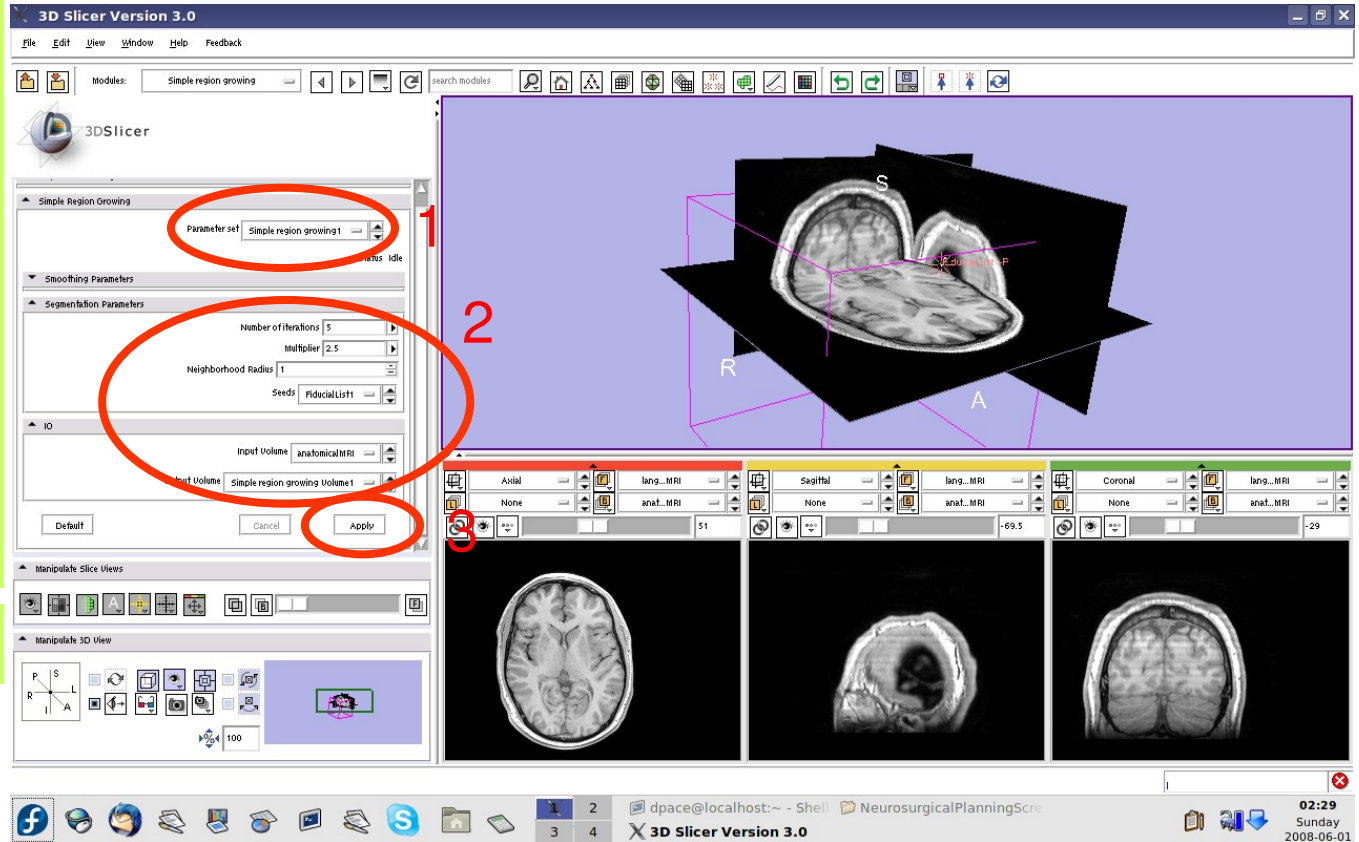 3D Slicer Version 3.0
File Edit View Window Help Feedback
Modules: Simple region growing search modules
3DSlicer
Simple Region Growing
Parameter set Simple region growing1
1
Status Idle
Smoothing Parameters
Segmentation Parameters
Number of iterations 5
2
Multiplier 2.5
Neighborhood Radius 1
Seeds FiducialList1
IO
Input Volume anatomicalMRI
Output Volume Simple region growing Volume1
Default Cancel Apply
3
S
R
A
Axial lang...MRI
None anat...MRI
51
Sagittal lang...MRI
None anat...MRI
-69.5
Coronal lang...MRI
None anat...MRI
-29
Manipulate Slice Views
Manipulate 3D View
P S
R L
I A
100
1 2
3 4
dpace@localhost:~ - Shell NeurosurgicalPlanningScre
3D Slicer Version 3.0
02:29
Sunday
2008-06-01